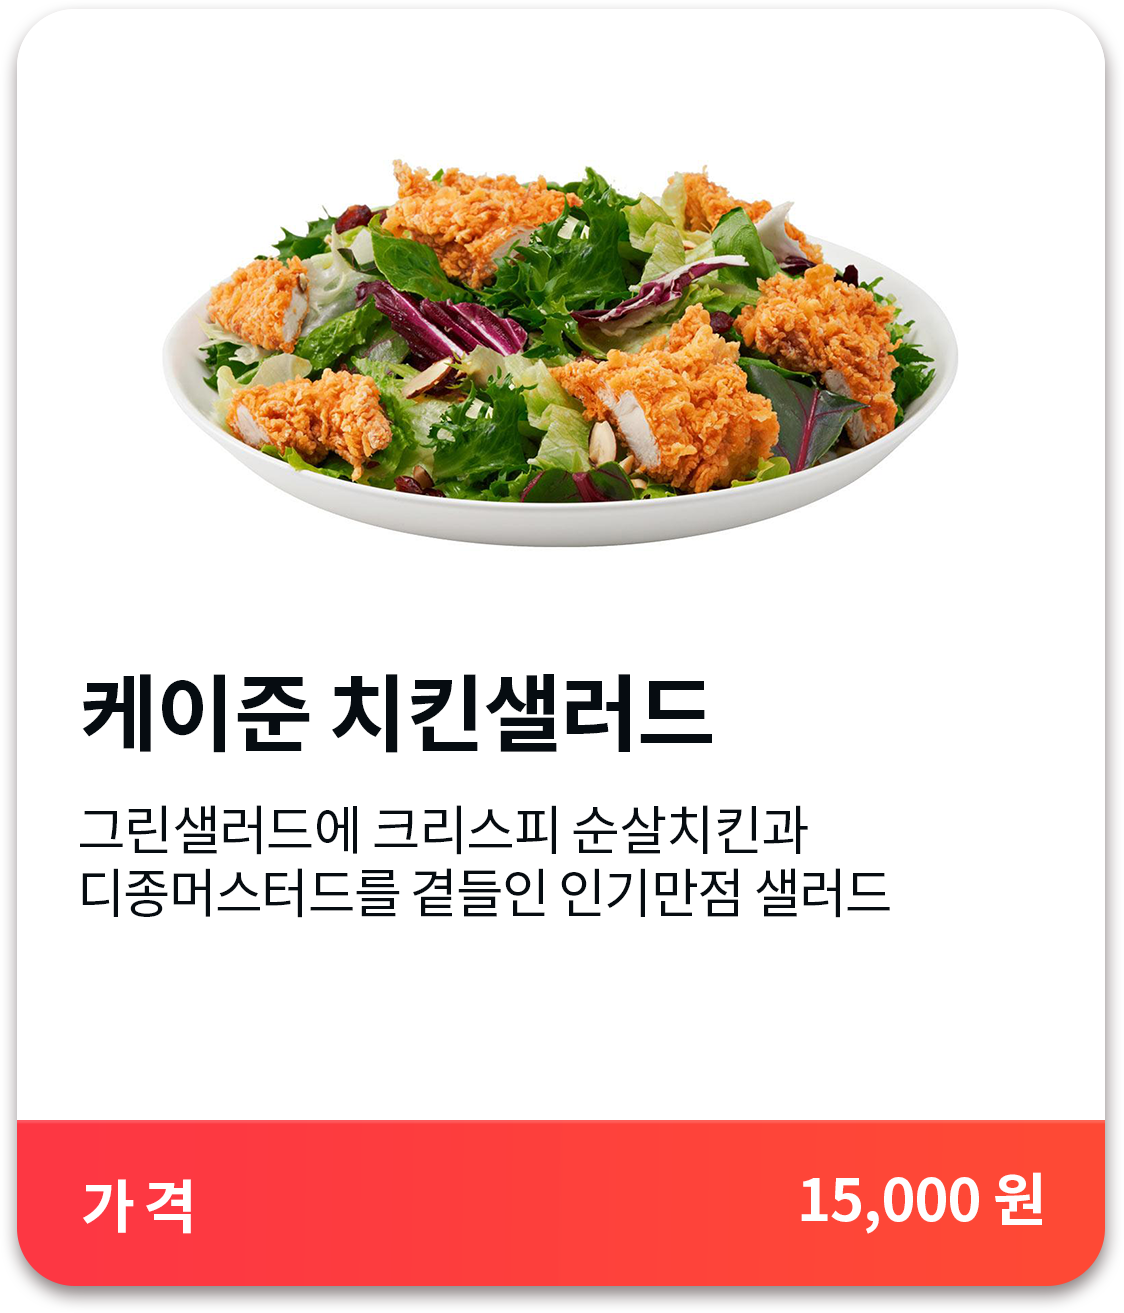 케이준 치킨샐러드
그린샐러드에 크리스피 순살치킨과
디종머스터드를 곁들인 인기만점 샐러드
가 격
15,000 원